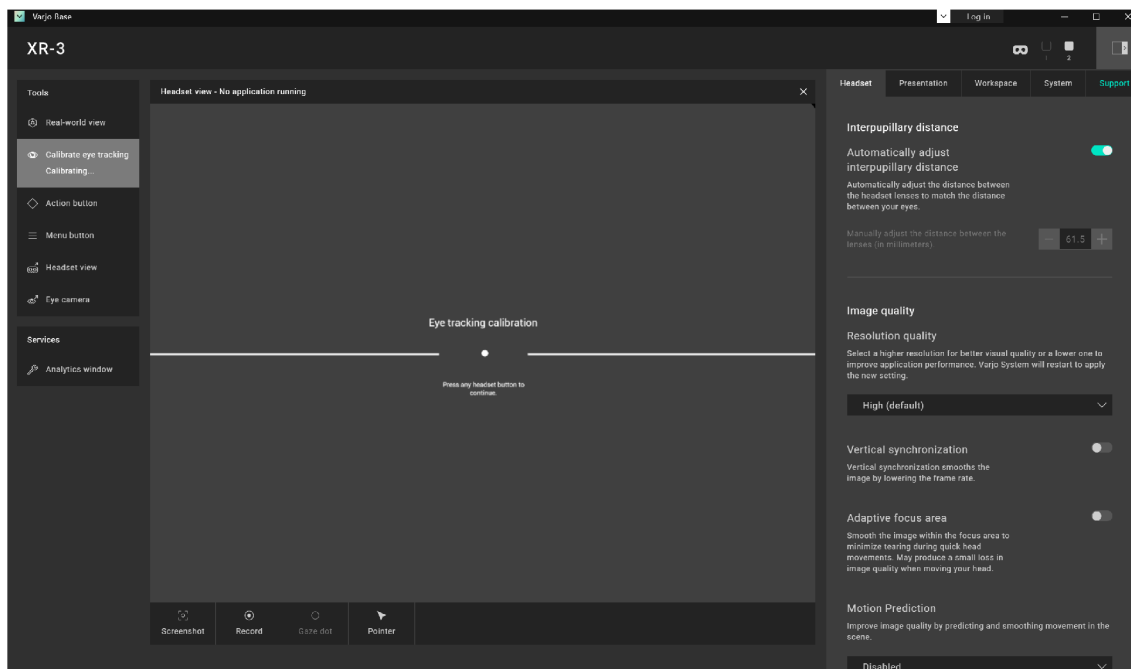 Varjo Base
Log in
XR-3
1
2
Tools
Real-world view
Calibrate eye tracking
Calibrating...
Action button
Menu button
Headset view
Eye camera
Services
Analytics window
Headset view - No application running
Eye tracking calibration
Press any headset button to
continue.
Screenshot
Record
Gaze dot
Pointer
Headset
Presentation
Workspace
System
Support
Interpupillary distance
Automatically adjust
interpupillary distance
Automatically adjust the distance between
the headset lenses to match the distance
between your eyes.
Manually adjust the distance between the
lenses (in millimeters)
61.5
Image quality
Resolution quality
Select a higher resolution for better visual quality or a lower one to
improve application performance. Varjo System will restart to apply
the new setting.
High (default)
Vertical synchronization
Vertical synchronization smooths the
image by lowering the frame rate.
Adaptive focus area
Smooth the image within the focus area to
minimize tearing during quick head
movements. May produce a small loss in
image quality when moving your head.
Motion Prediction
Improve image quality by predicting and smoothing movement in the
scene.
Disabled